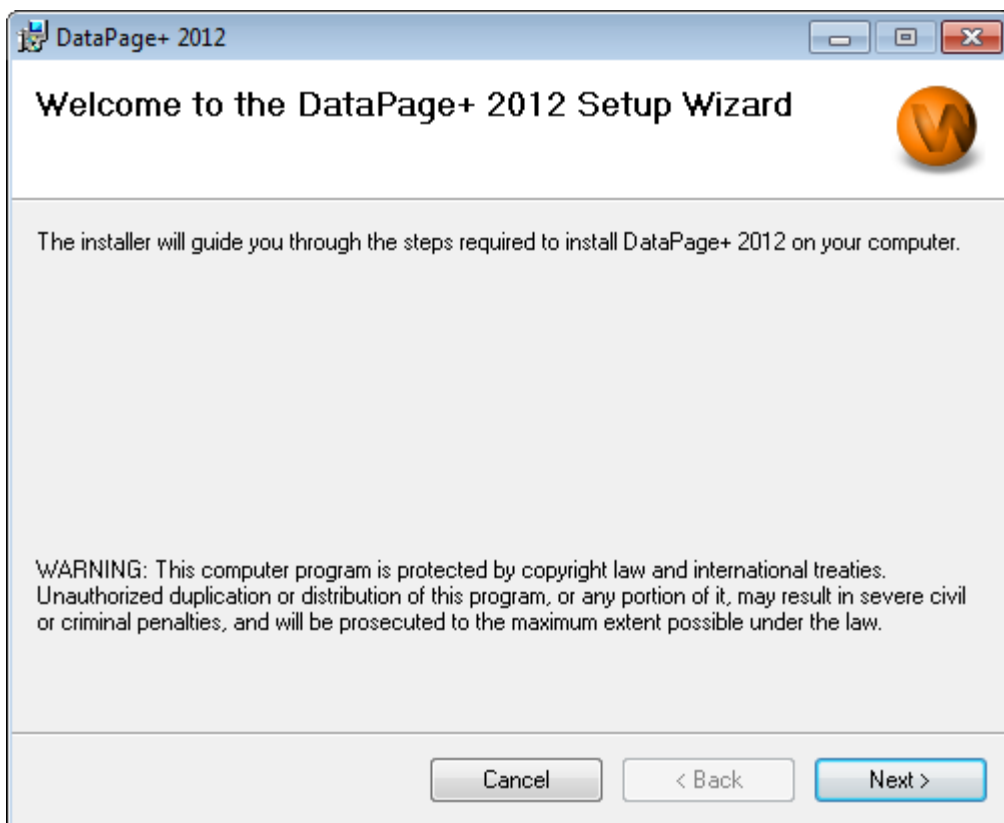 DataPage+ 2012
Welcome to the DataPage+ 2012 Setup Wizard
W
The installer will guide you through the steps required to install DataPage+ 2012 on your computer.
WARNING: This computer program is protected by copyright law and international treaties.
Unauthorized duplication or distribution of this program, or any portion of it, may result in severe civil
or criminal penalties, and will be prosecuted to the maximum extent possible under the law.
Cancel
< Back
Next >